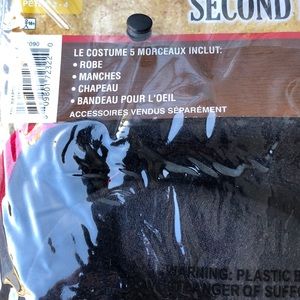 SECOND
LE COSTUME 5 MORCEAUX INCLUT:
• ROBE
• MANCHES
• CHAPEAU
• BANDEAU POUR L'OEIL
ACCESSOIRES VENDUS SÉPARÉMENT
WARNING: PLASTIC B
DANGER OF SUFF